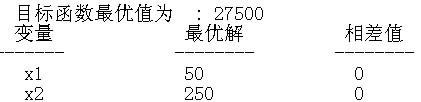 目标函数最优值为 : 27500
变量 最优解 相差值
------- -------- --------
x1 50 0
x2 250 0